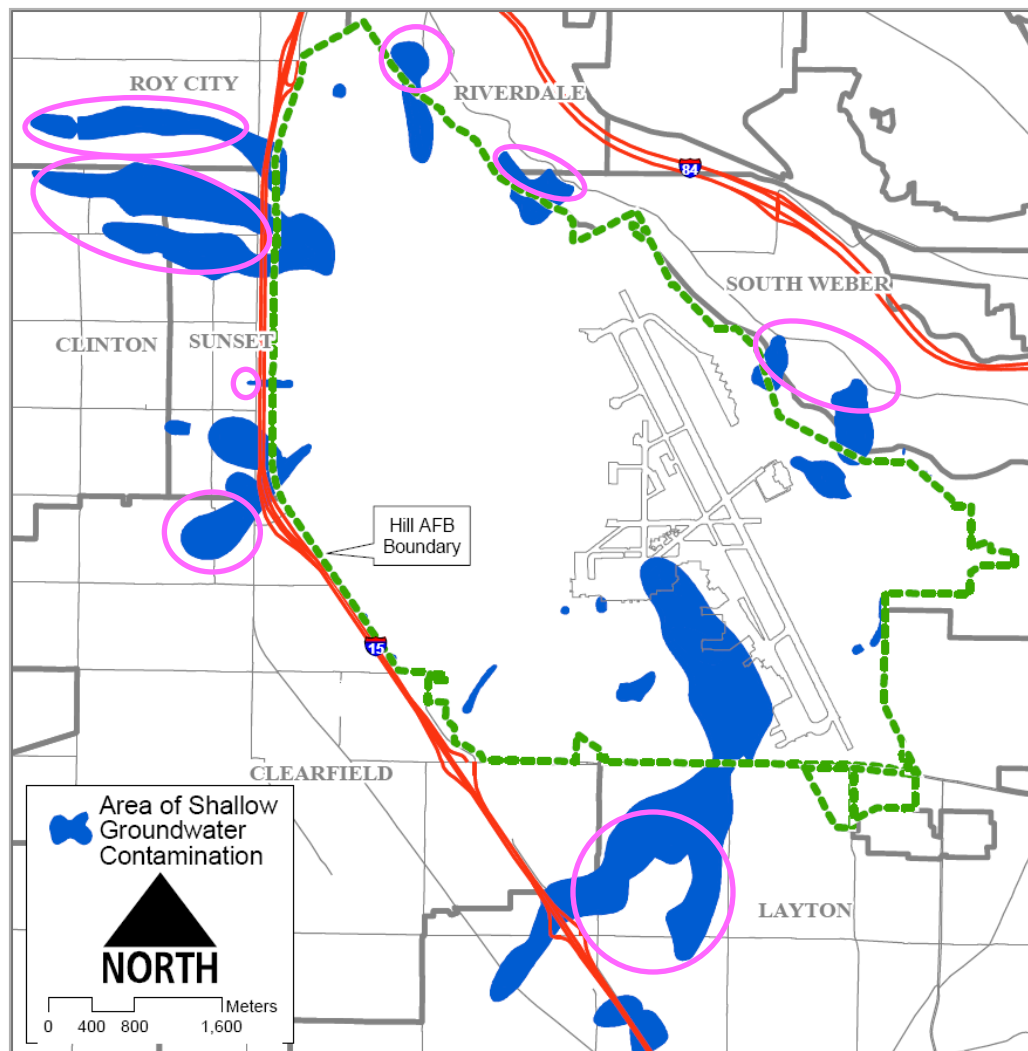 ROY CITY
RIVERDALE
84
SOUTH WEBER
CLINTON
SUNSET
Hill AFB
Boundary
15
CLEARFIELD
LAYTON
Area of Shallow
Groundwater
Contamination
NORTH
Meters
0 400 800 1,600